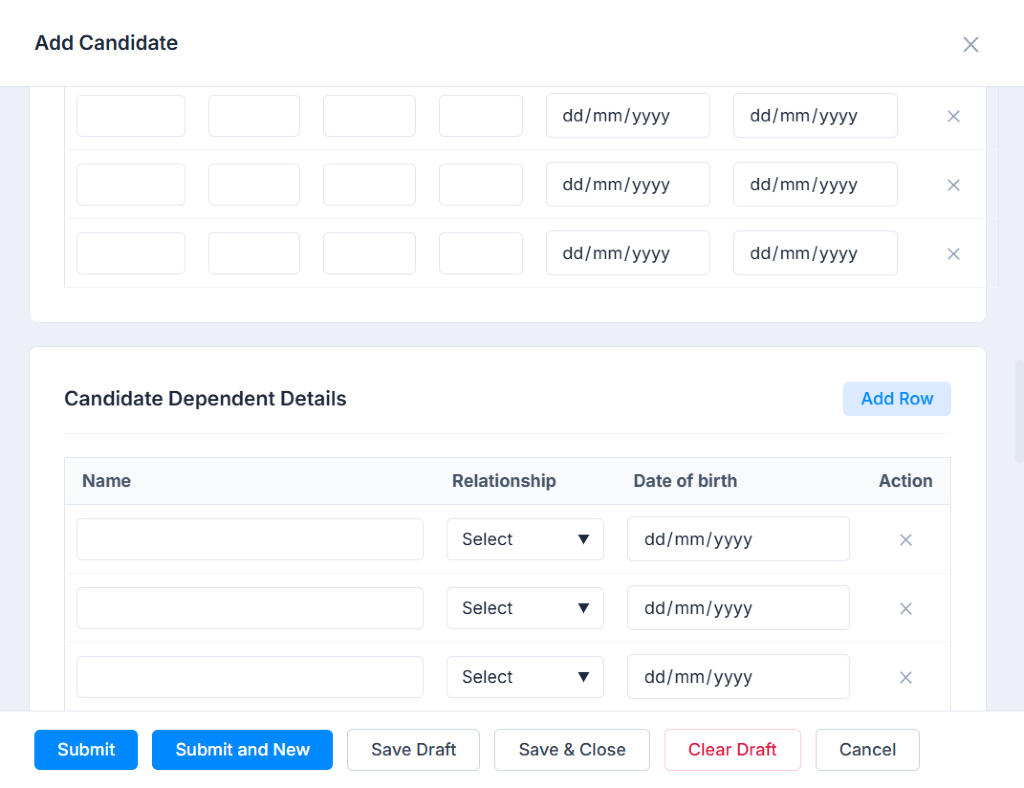 Add Candidate
dd/mm/yyyy dd/mm/yyyy
dd/mm/yyyy dd/mm/yyyy
dd/mm/yyyy dd/mm/yyyy
Candidate Dependent Details Add Row
Name Relationship Date of birth Action
Select dd/mm/yyyy
Select dd/mm/yyyy
Select dd/mm/yyyy
Submit Submit and New Save Draft Save & Close Clear Draft Cancel